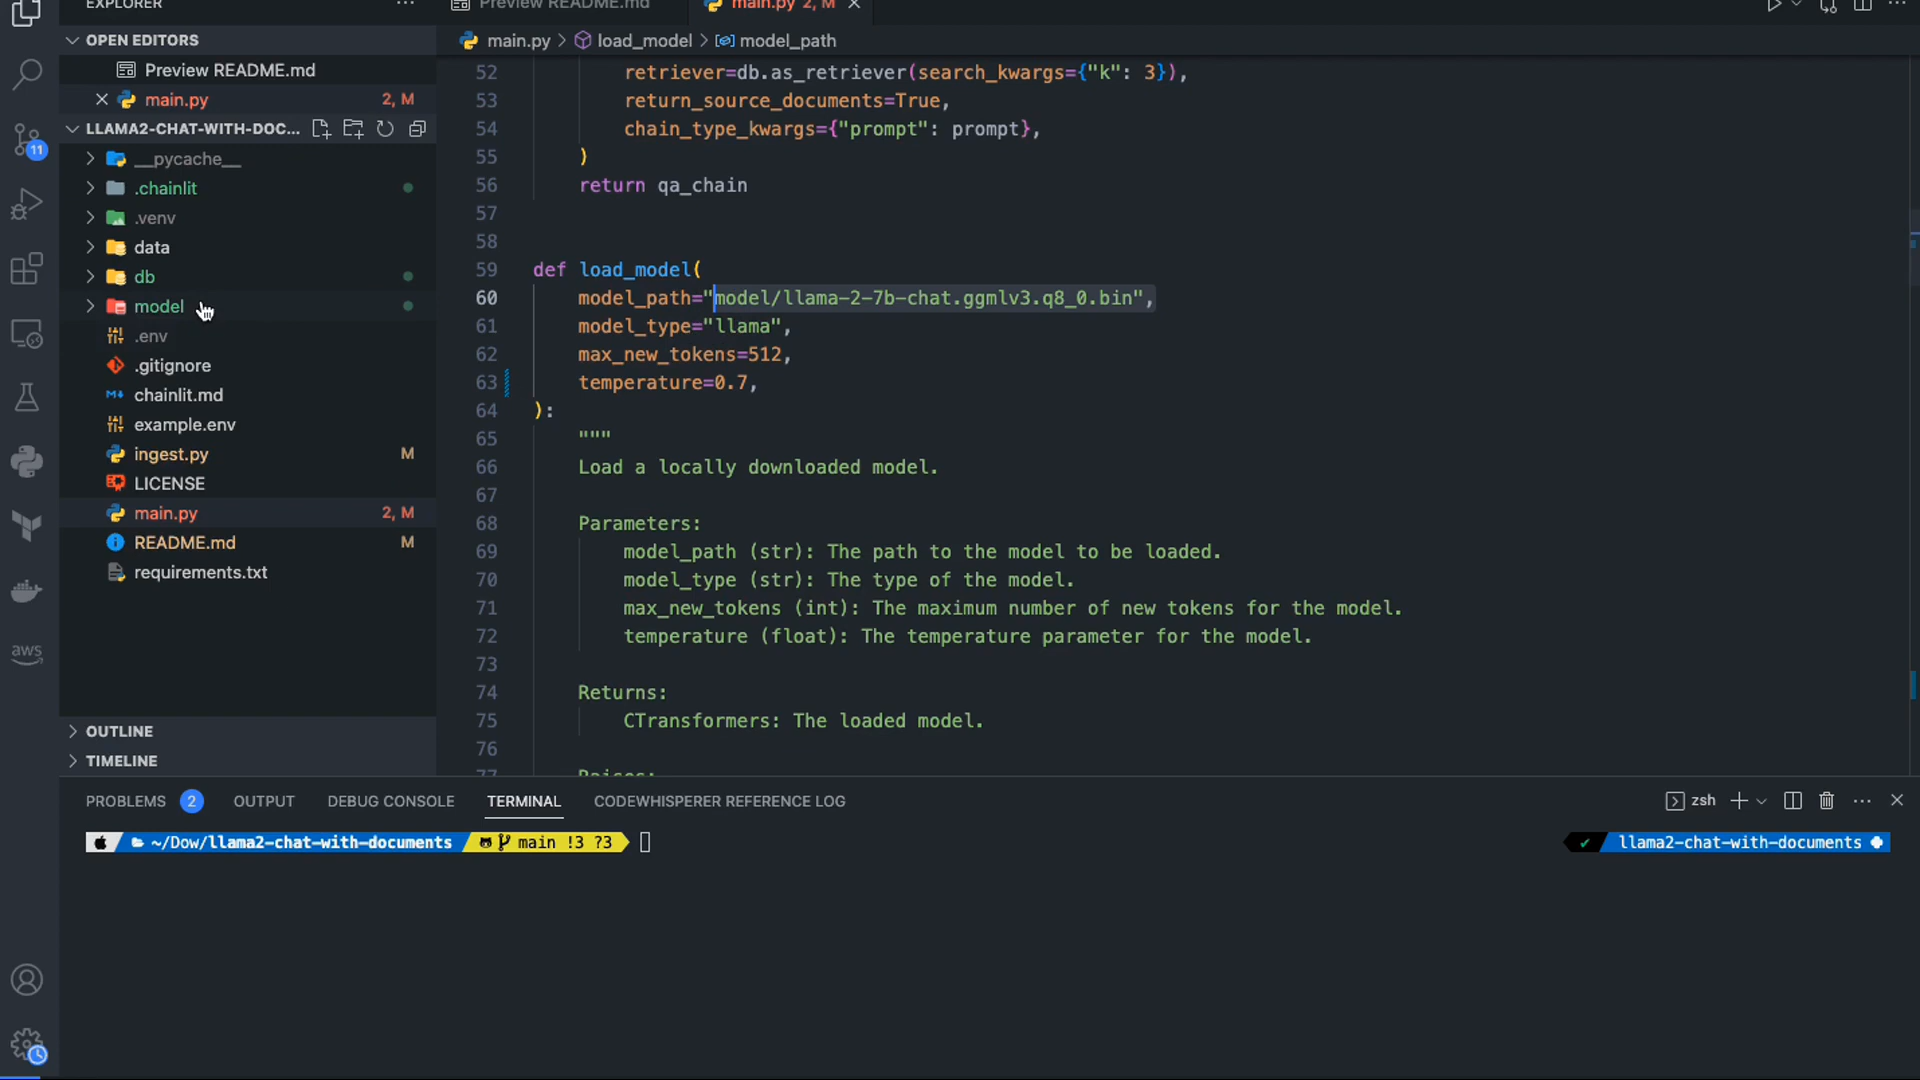 EXPLORER
Preview README.md
main.py 2, M
OPEN EDITORS
Preview README.md
main.py 2, M
LLAMA2-CHAT-WITH-DOC...
__pycache__
.chainlit
.venv
data
db
model
.env
.gitignore
chainlit.md
example.env
ingest.py M
LICENSE
main.py 2, M
README.md M
requirements.txt
OUTLINE
TIMELINE
11
aws
main.py > load_model > model_path
52 retriever=db.as_retriever(search_kwargs={"k": 3}),
53 return_source_documents=True,
54 chain_type_kwargs={"prompt": prompt},
55 )
56 return qa_chain
57
58
59 def load_model(
60 model_path="model/llama-2-7b-chat.ggmlv3.q8_0.bin",
61 model_type="llama",
62 max_new_tokens=512,
63 temperature=0.7,
64 ):
65 """
66 Load a locally downloaded model.
67
68 Parameters:
69 model_path (str): The path to the model to be loaded.
70 model_type (str): The type of the model.
71 max_new_tokens (int): The maximum number of new tokens for the model.
72 temperature (float): The temperature parameter for the model.
73
74 Returns:
75 CTransformers: The loaded model.
76
77 Raises:
PROBLEMS 2 OUTPUT DEBUG CONSOLE TERMINAL CODEWHISPERER REFERENCE LOG
zsh
~/Dow/llama2-chat-with-documents main !3 ?3
llama2-chat-with-documents